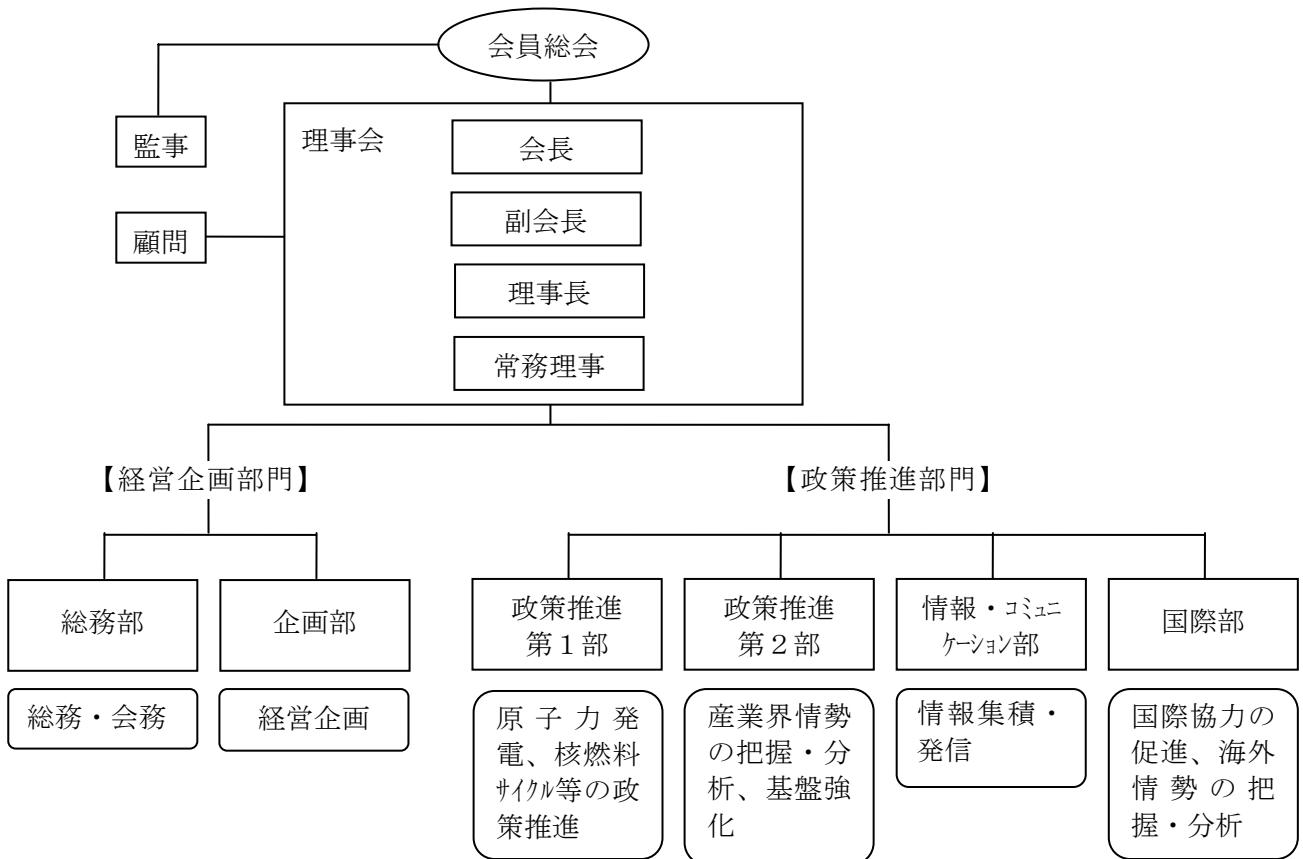 会員総会
監事
理事会
会長
顧問
副会長
理事長
常務理事
【経営企画部門】
【政策推進部門】
総務部
企画部
政策推進
第１部
政策推進
第２部
情報・コミュニ
ケーション部
国際部
総務・会務
経営企画
原子力発
電、核燃料
サイクル等の政
策推進
産業界情勢
の把握・分
析、基盤強
化
情報集積・
発信
国際協力の
促進、海外
情勢の把
握・分析